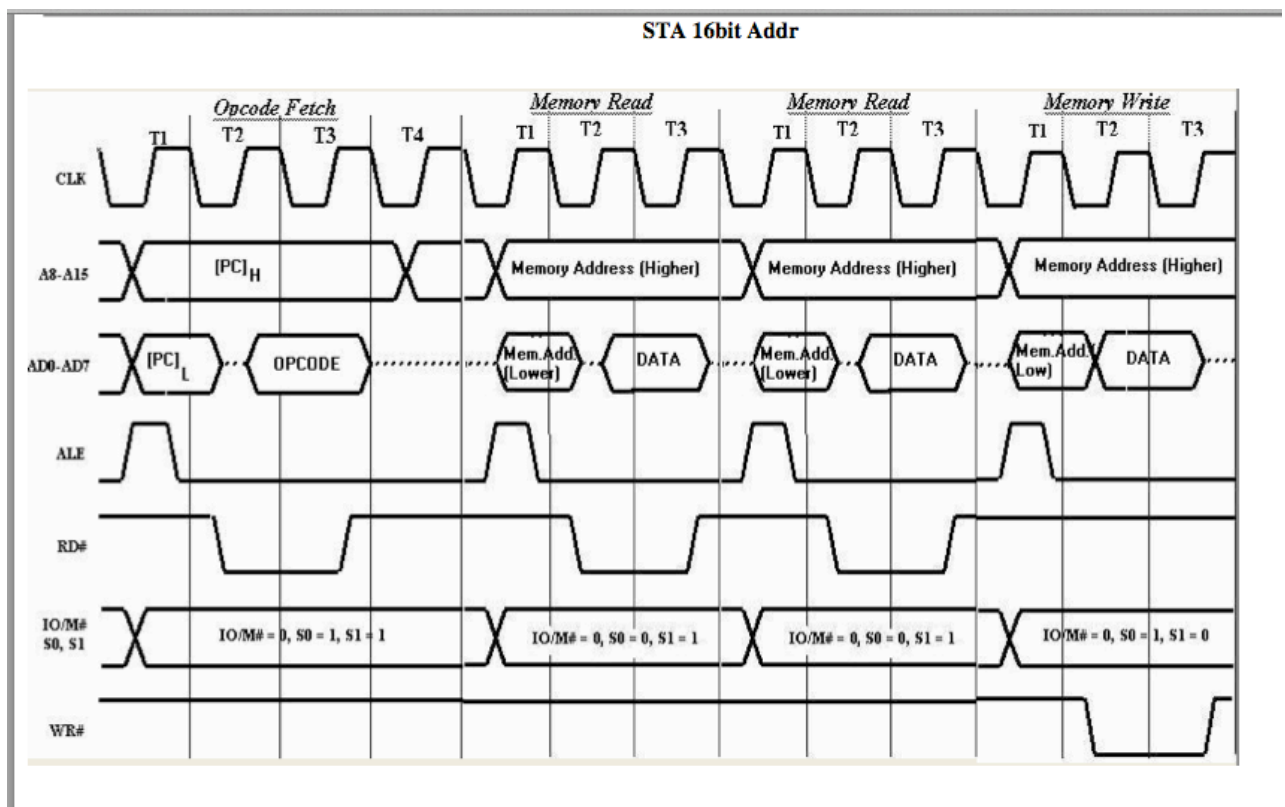 STA 16bit Addr
Opcode Fetch Memory Read Memory Read Memory Write
T1 T2 T3 T4 T1 T2 T3 T1 T2 T3 T1 T2 T3
CLK
A8-A15 [PC]H Memory Address (Higher) Memory Address (Higher) Memory Address (Higher)
AD0-AD7 [PC]L OPCODE Mem.Add. (Lower) DATA Mem.Add. (Lower) DATA Mem.Add. Low) DATA
ALE
RD#
IO/M#
S0, S1
IO/M# = 0, S0 = 1, S1 = 1 IO/M# = 0, S0 = 0, S1 = 1 IO/M# = 0, S0 = 0, S1 = 1 IO/M# = 0, S0 = 1, S1 = 0
WR#